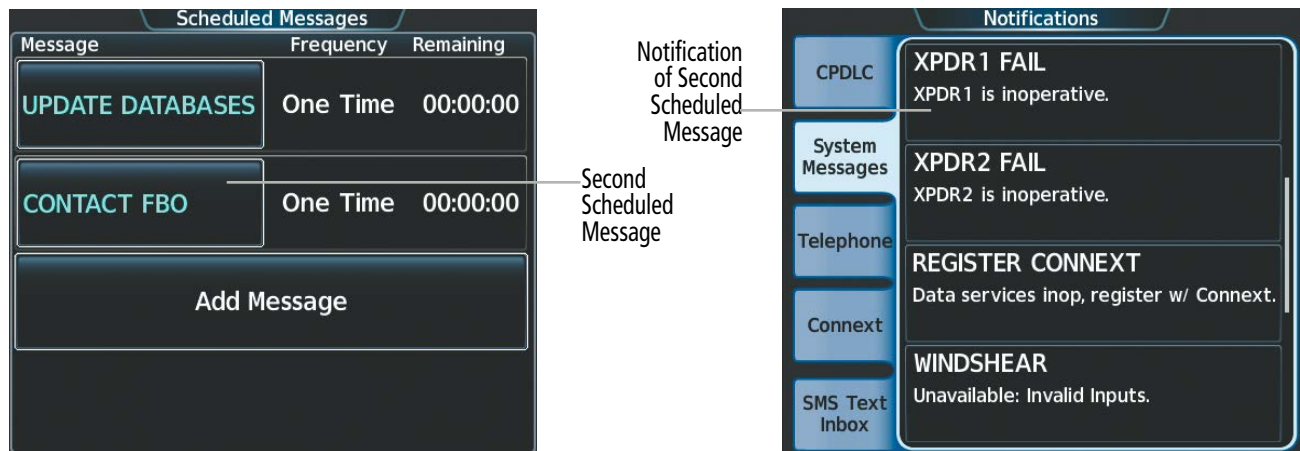 Scheduled Messages
Message Frequency Remaining
UPDATE DATABASES One Time 00:00:00
CONTACT FBO One Time 00:00:00
Add Message
Second
Scheduled
Message
Notification
of Second
Scheduled
Message
Notifications
CPDLC
System
Messages
Telephone
Connext
SMS Text
Inbox
XPDR1 FAIL
XPDR1 is inoperative.
XPDR2 FAIL
XPDR2 is inoperative.
REGISTER CONNEXT
Data services inop, register w/ Connext.
WINDSHEAR
Unavailable: Invalid Inputs.